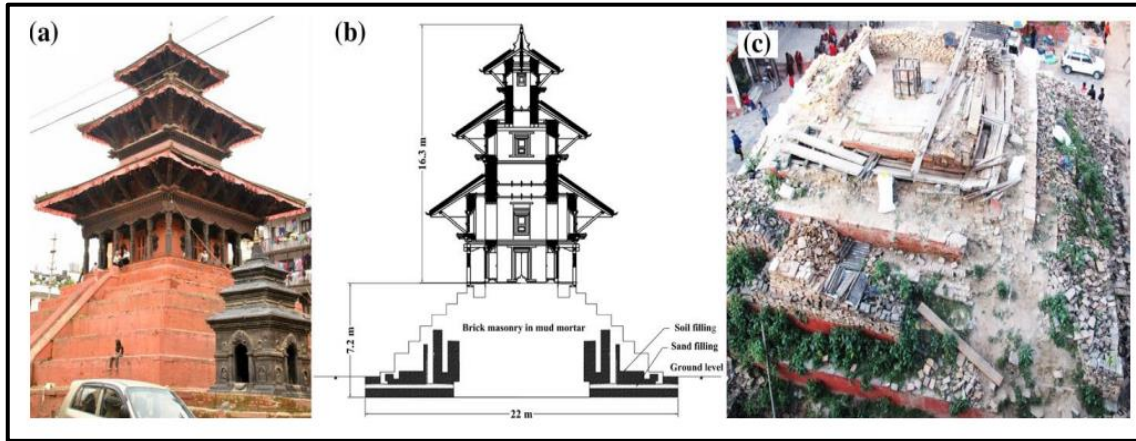 (a)
(b)
(c)
16.3 m
7.2 m
Brick masonry in mud mortar
Soil filling
Sand filling
Ground level
22 m